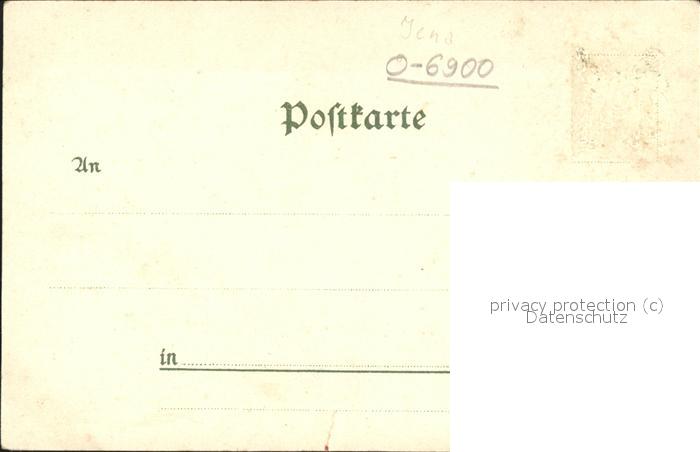 Jena
O-6900
Poſtkarte
An
in
privacy protection (c)
Datenschutz